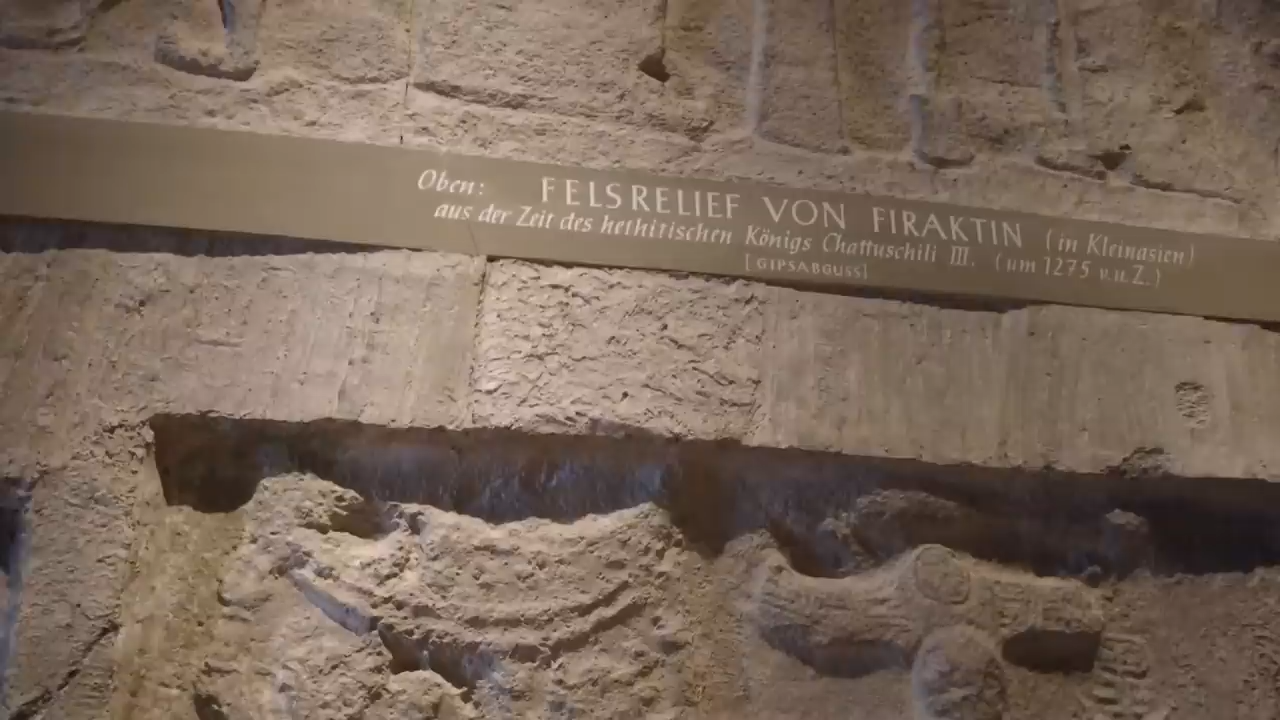 Oben: FELSRELIEF VON FIRAKTIN (in Kleinasien)
aus der Zeit des hethitischen Königs Chattuschili III. (um 1275 v.u.Z.)
[GIPSABGUSS]